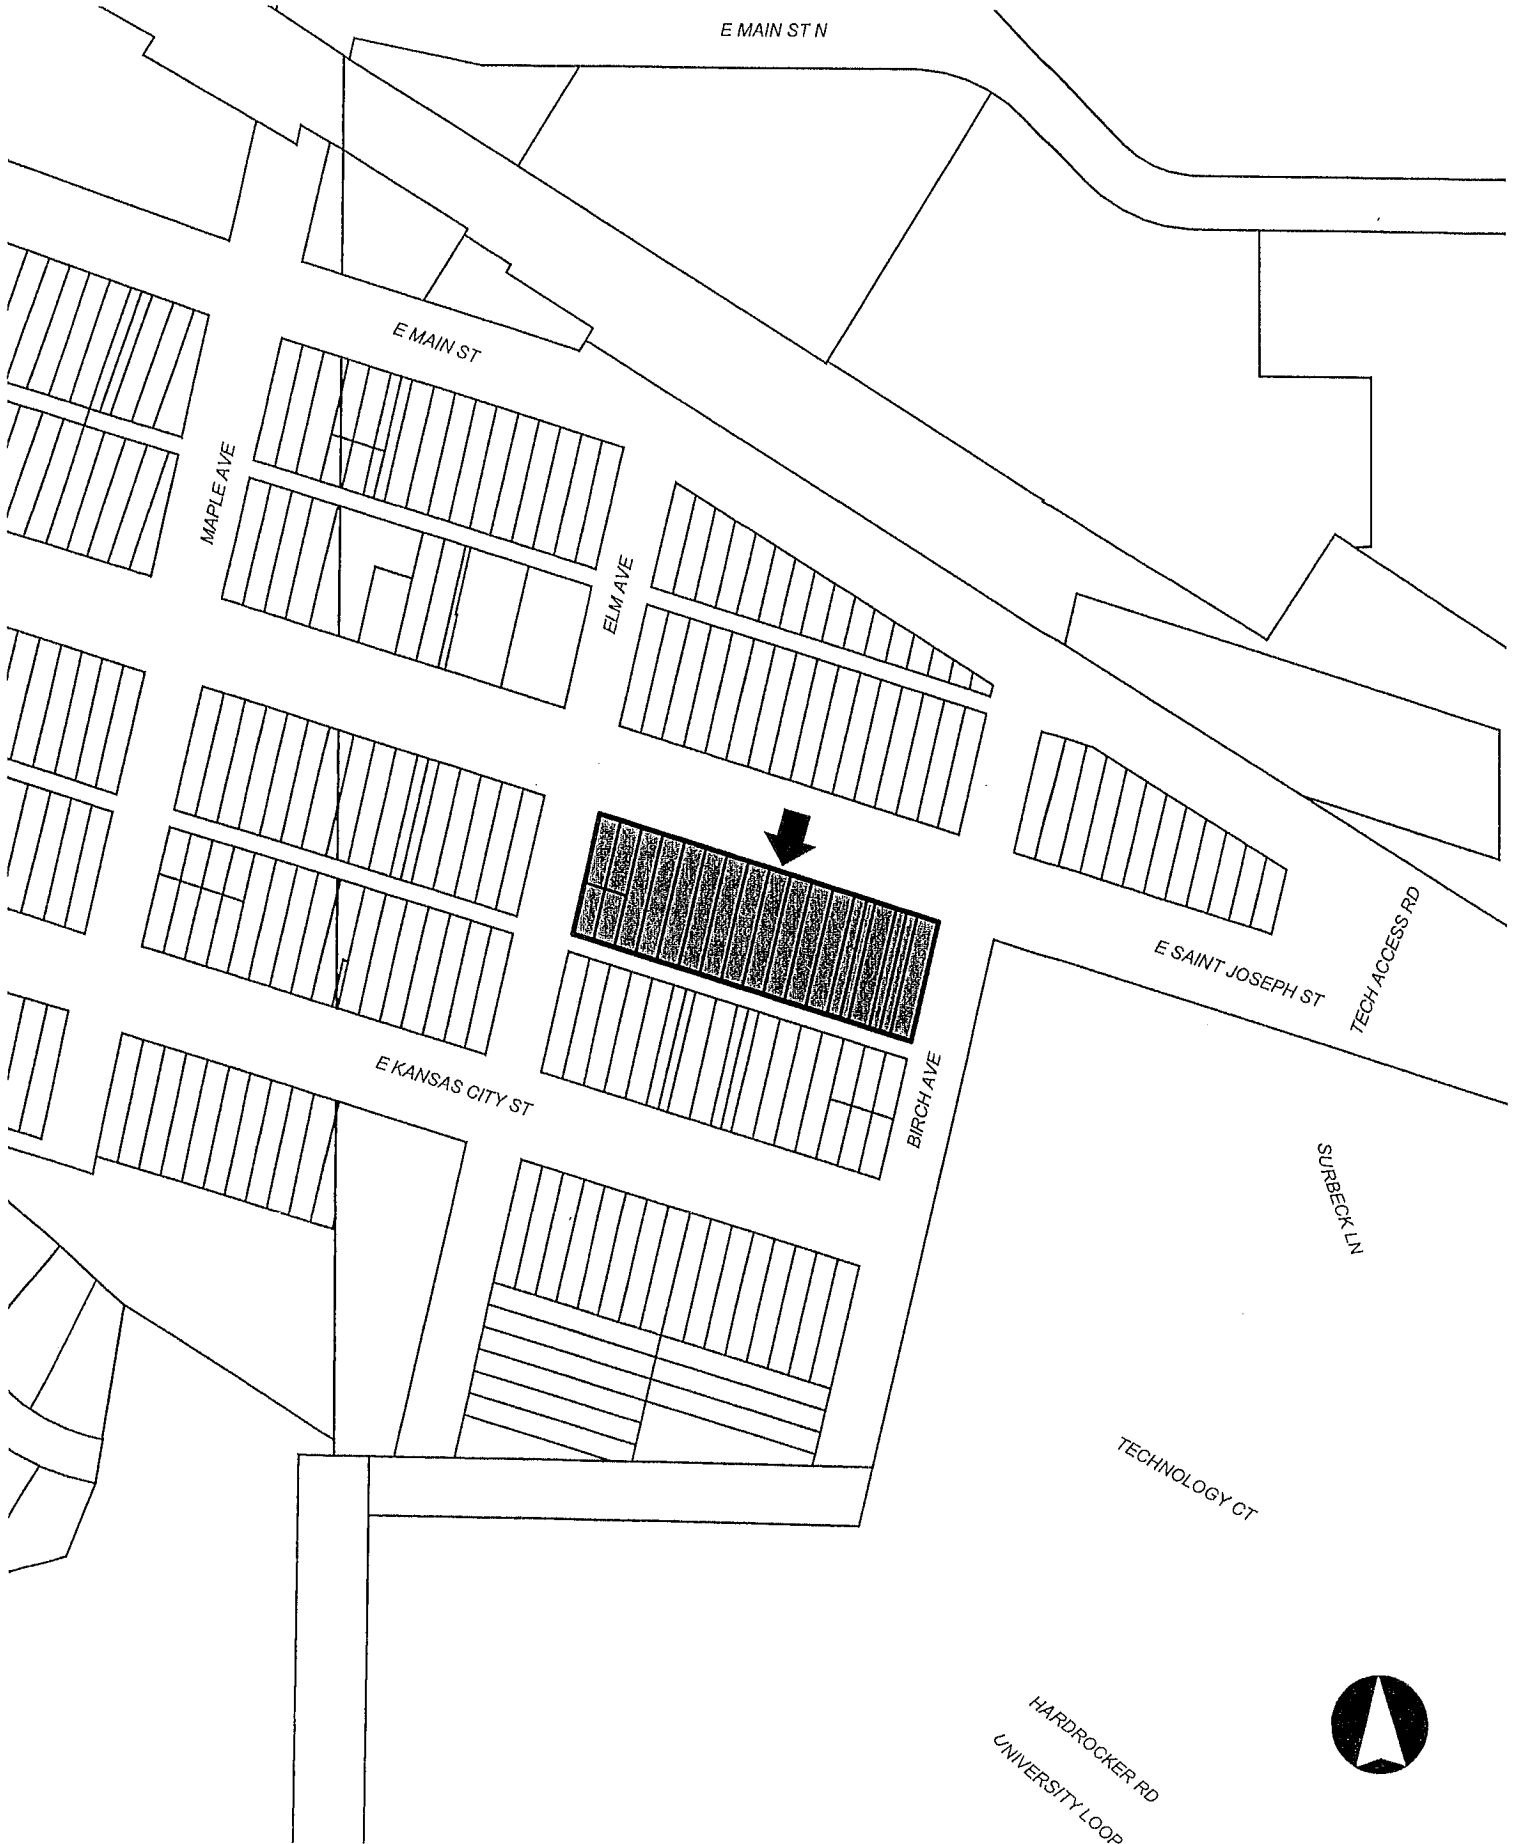 E MAIN ST N
E MAIN ST
MAPLE AVE
ELM AVE
E SAINT JOSEPH ST
TECH ACCESS RD
E KANSAS CITY ST
BIRCH AVE
SURBECK LN
TECHNOLOGY CT
HARDROCKER RD
UNIVERSITY LOOP